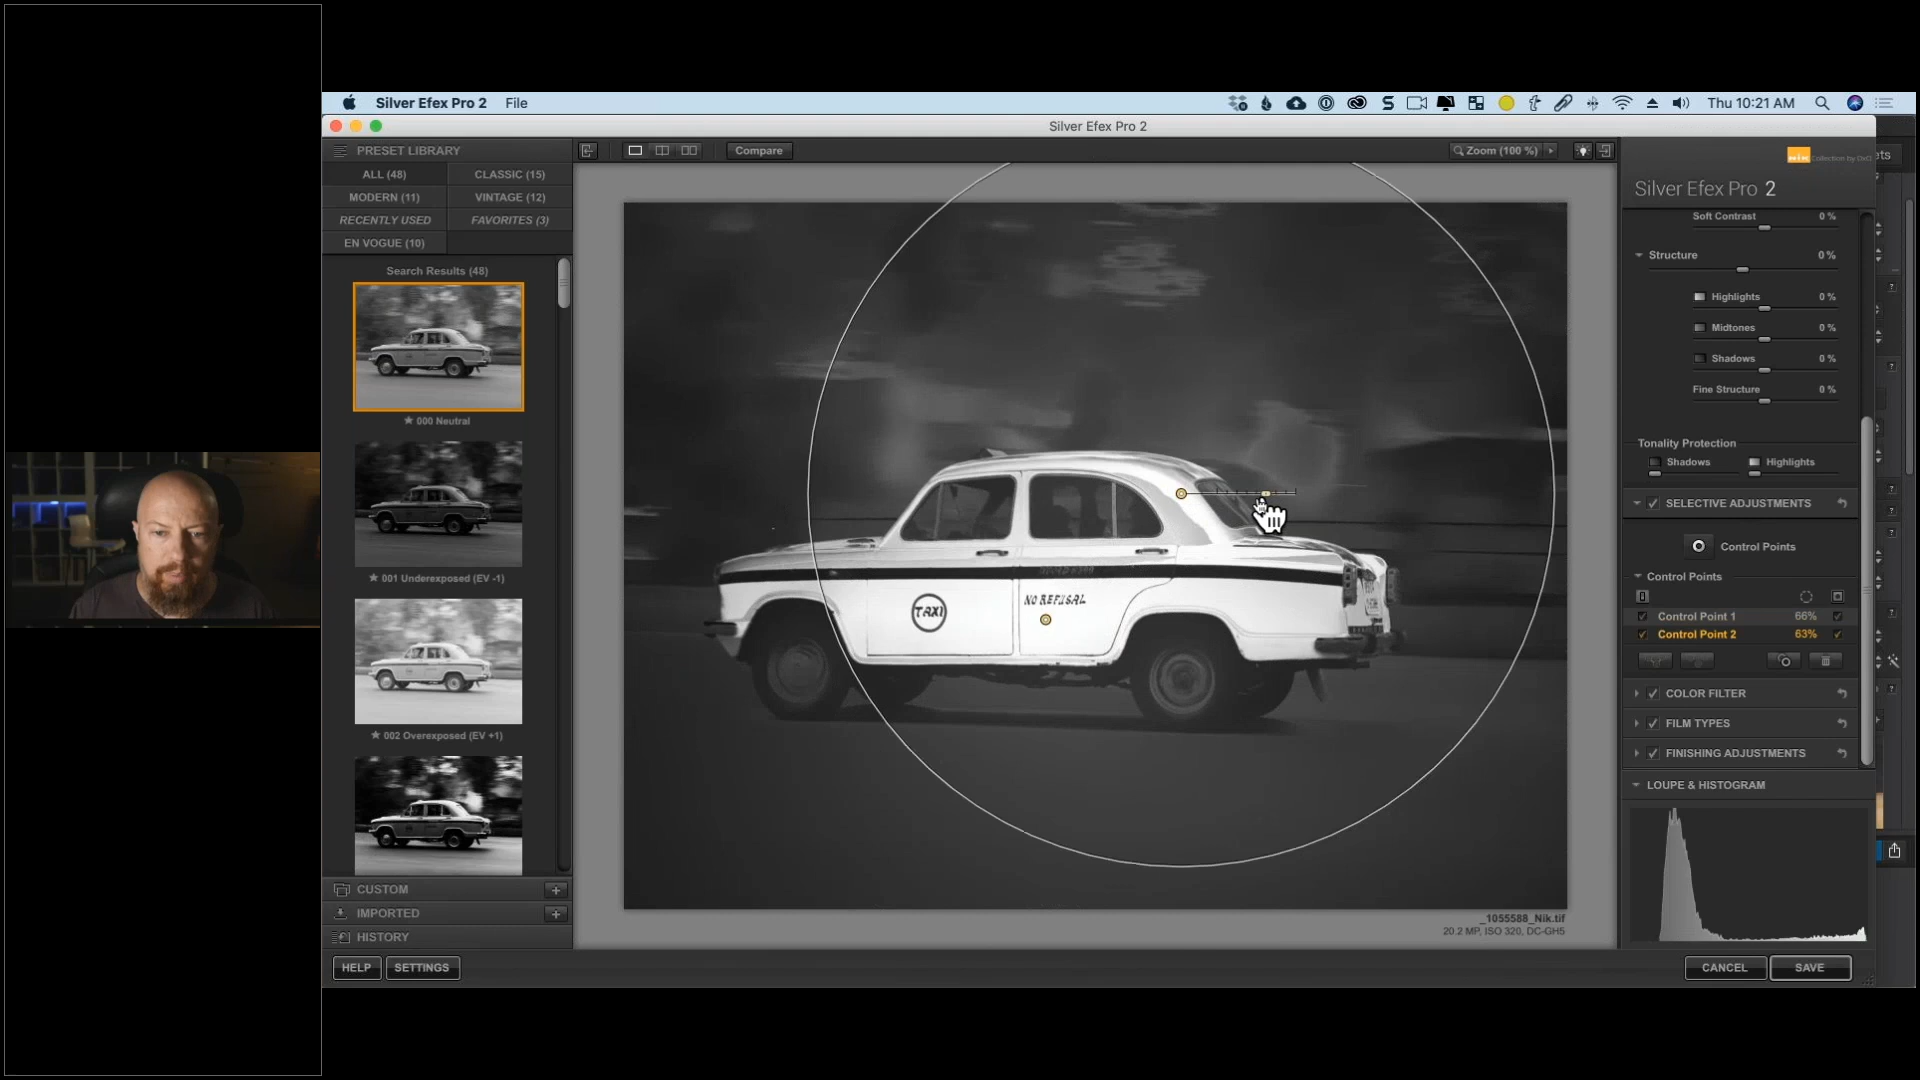 Silver Efex Pro 2 File
Thu 10:21 AM
Silver Efex Pro 2
PRESET LIBRARY
ALL (48) CLASSIC (15)
MODERN (11) VINTAGE (12)
RECENTLY USED FAVORITES (3)
EN VOGUE (10)
Search Results (48)
★ 000 Neutral
★ 001 Underexposed (EV -1)
★ 002 Overexposed (EV +1)
CUSTOM
IMPORTED
HISTORY
HELP SETTINGS
Compare
Zoom (100 %)
TAXI
NO REFUSAL
_1055588_Nik.tif
20.2 MP, ISO 320, DC-GH5
nik Collection by DxO
Silver Efex Pro 2
Soft Contrast 0 %
Structure 0 %
Highlights 0 %
Midtones 0 %
Shadows 0 %
Fine Structure 0 %
Tonality Protection
Shadows Highlights
SELECTIVE ADJUSTMENTS
Control Points
Control Points
Control Point 1 66%
Control Point 2 63%
COLOR FILTER
FILM TYPES
FINISHING ADJUSTMENTS
LOUPE & HISTOGRAM
CANCEL SAVE
ets